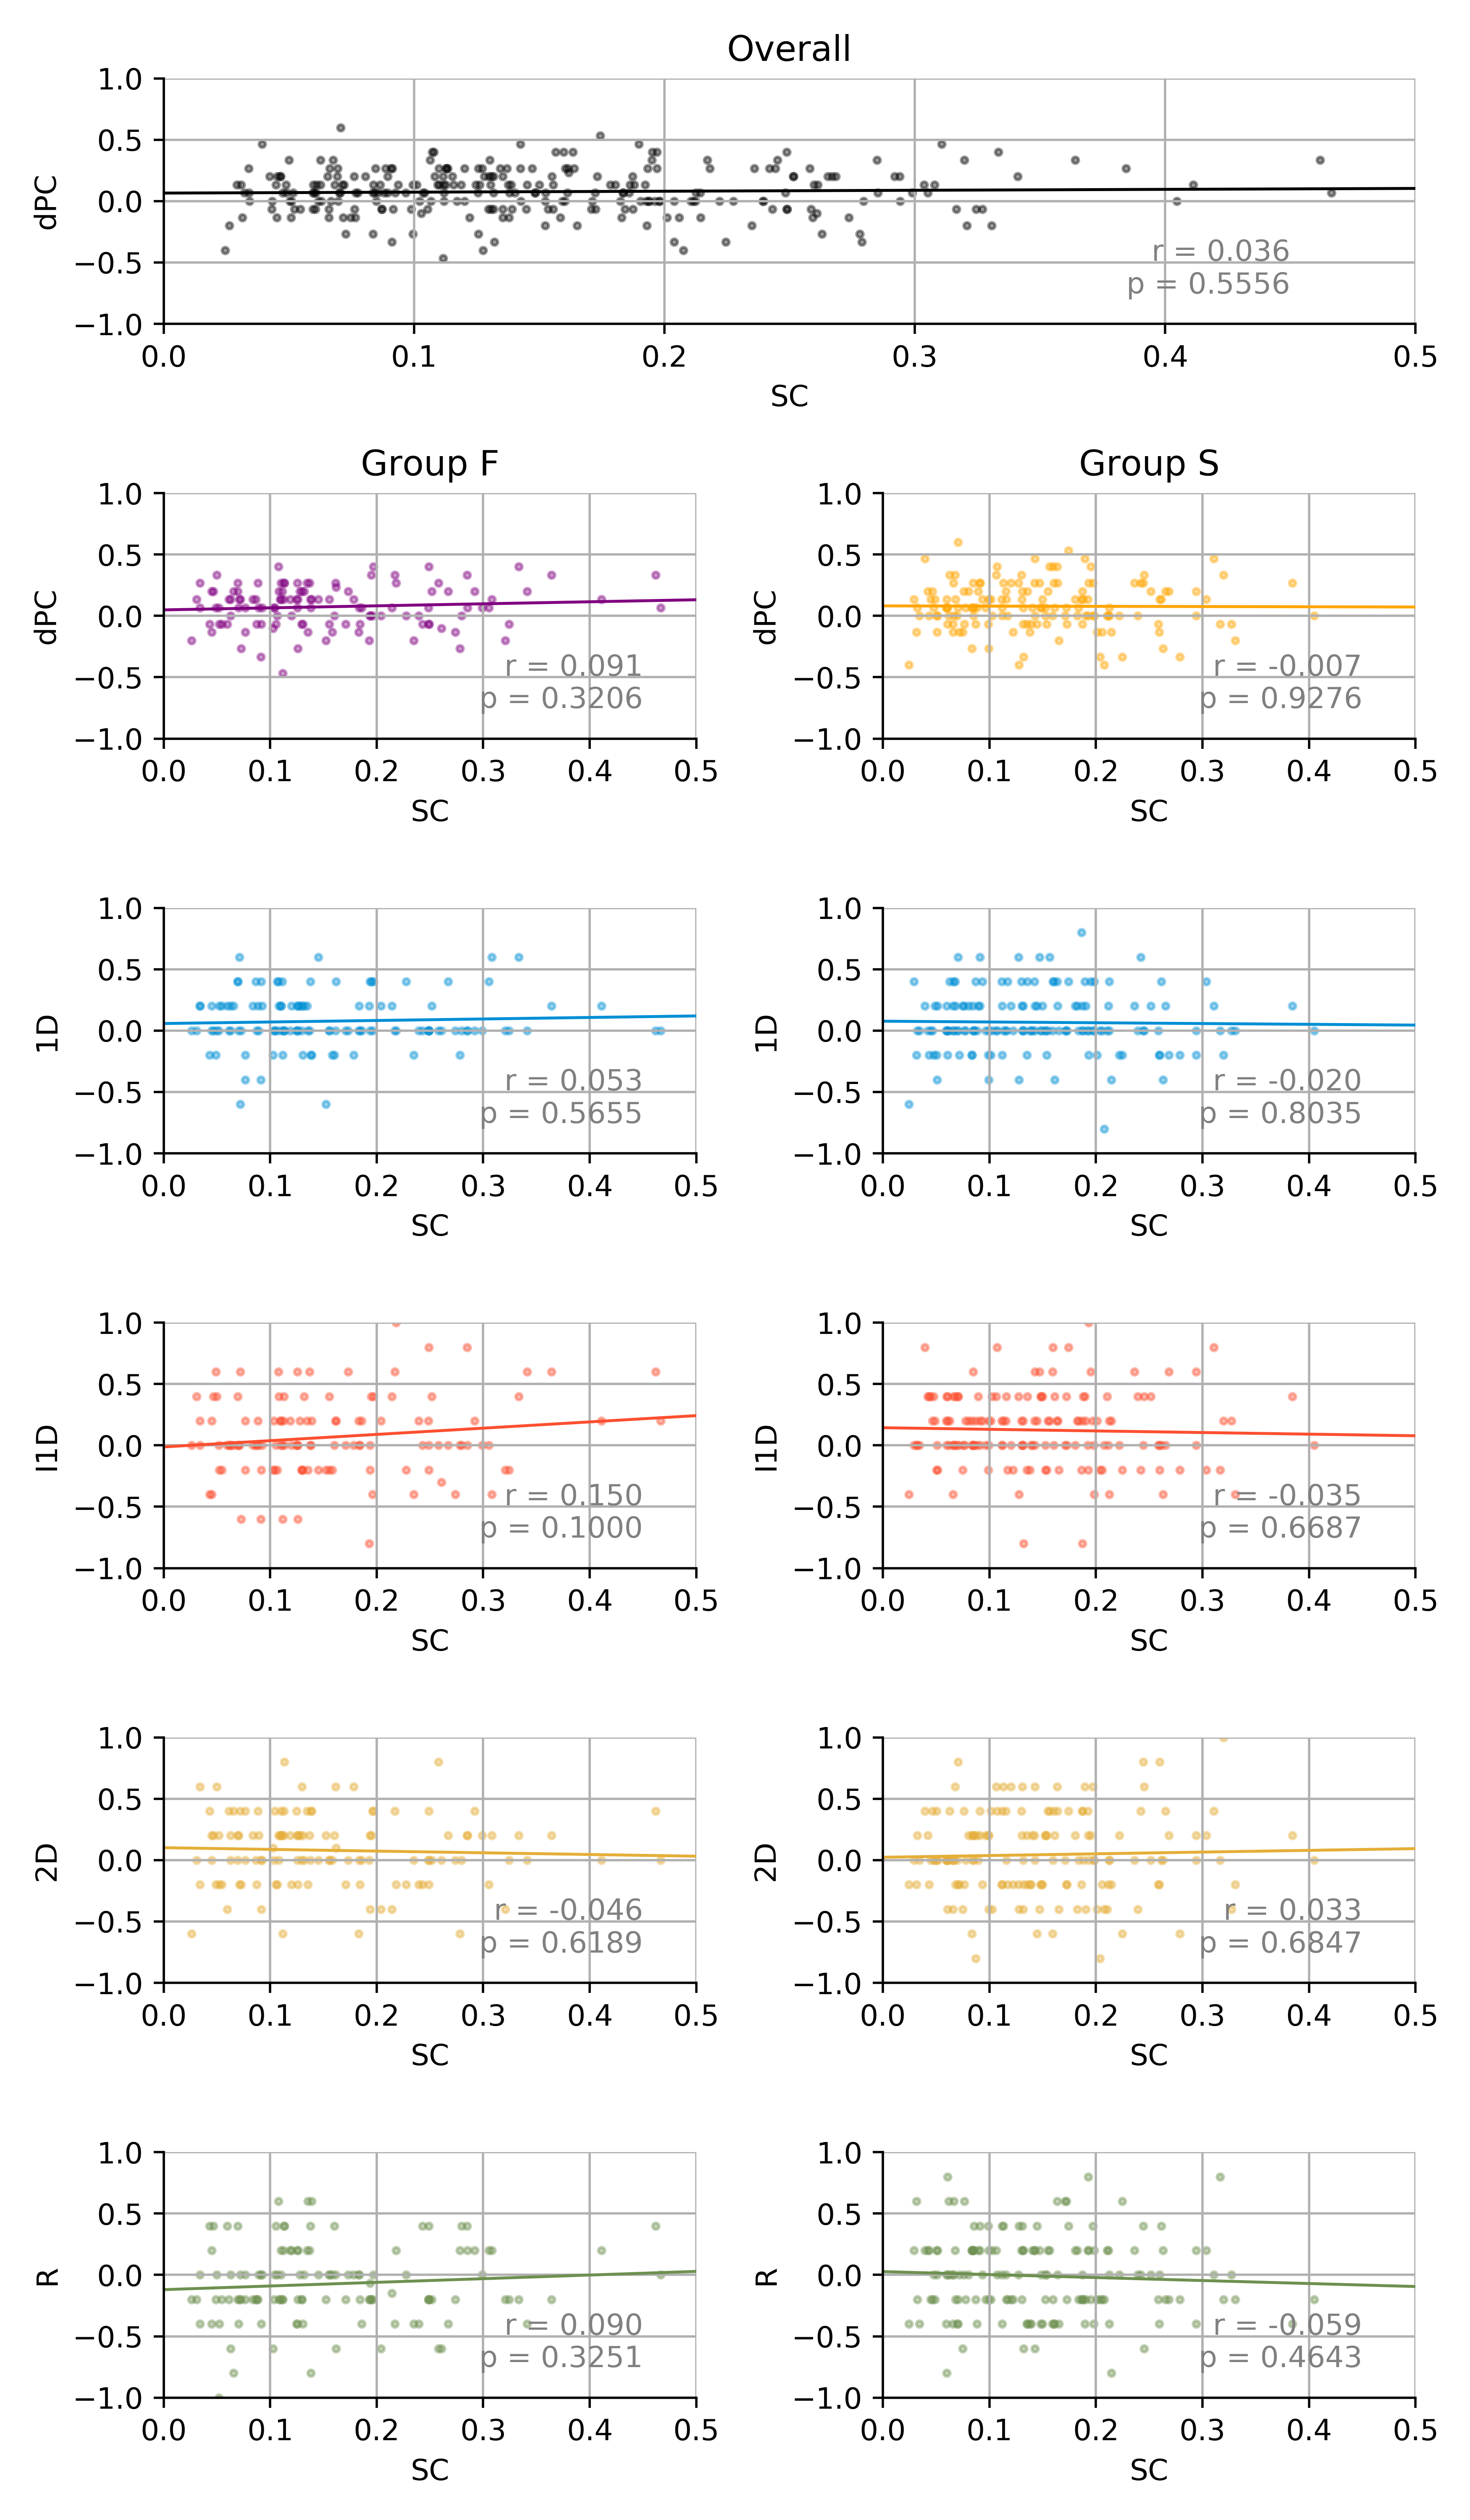 Overall
1.0
0.5
0.0
−0.5
−1.0
dPC
r = 0.036
p = 0.5556
0.0 0.1 0.2 0.3 0.4 0.5
SC
Group F
1.0
0.5
0.0
−0.5
−1.0
dPC
r = 0.091
p = 0.3206
0.0 0.1 0.2 0.3 0.4 0.5
SC
Group S
1.0
0.5
0.0
−0.5
−1.0
dPC
r = -0.007
p = 0.9276
0.0 0.1 0.2 0.3 0.4 0.5
SC
1.0
0.5
0.0
−0.5
−1.0
1D
r = 0.053
p = 0.5655
0.0 0.1 0.2 0.3 0.4 0.5
SC
1.0
0.5
0.0
−0.5
−1.0
1D
r = -0.020
p = 0.8035
0.0 0.1 0.2 0.3 0.4 0.5
SC
1.0
0.5
0.0
−0.5
−1.0
I1D
r = 0.150
p = 0.1000
0.0 0.1 0.2 0.3 0.4 0.5
SC
1.0
0.5
0.0
−0.5
−1.0
I1D
r = -0.035
p = 0.6687
0.0 0.1 0.2 0.3 0.4 0.5
SC
1.0
0.5
0.0
−0.5
−1.0
2D
r = -0.046
p = 0.6189
0.0 0.1 0.2 0.3 0.4 0.5
SC
1.0
0.5
0.0
−0.5
−1.0
2D
r = 0.033
p = 0.6847
0.0 0.1 0.2 0.3 0.4 0.5
SC
1.0
0.5
0.0
−0.5
−1.0
R
r = 0.090
p = 0.3251
0.0 0.1 0.2 0.3 0.4 0.5
SC
1.0
0.5
0.0
−0.5
−1.0
R
r = -0.059
p = 0.4643
0.0 0.1 0.2 0.3 0.4 0.5
SC